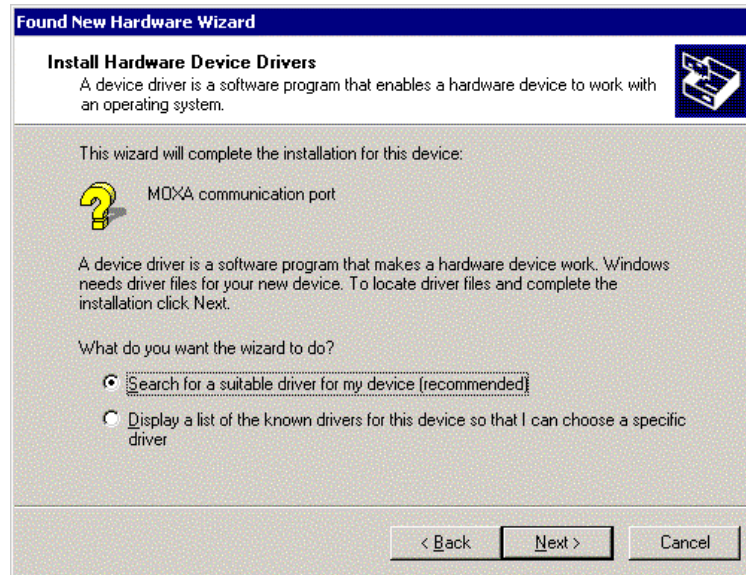 Found New Hardware Wizard
Install Hardware Device Drivers
A device driver is a software program that enables a hardware device to work with
an operating system.
This wizard will complete the installation for this device:
MOXA communication port
A device driver is a software program that makes a hardware device work. Windows
needs driver files for your new device. To locate driver files and complete the
installation click Next.
What do you want the wizard to do?
Search for a suitable driver for my device (recommended)
Display a list of the known drivers for this device so that I can choose a specific
driver
< Back
Next >
Cancel